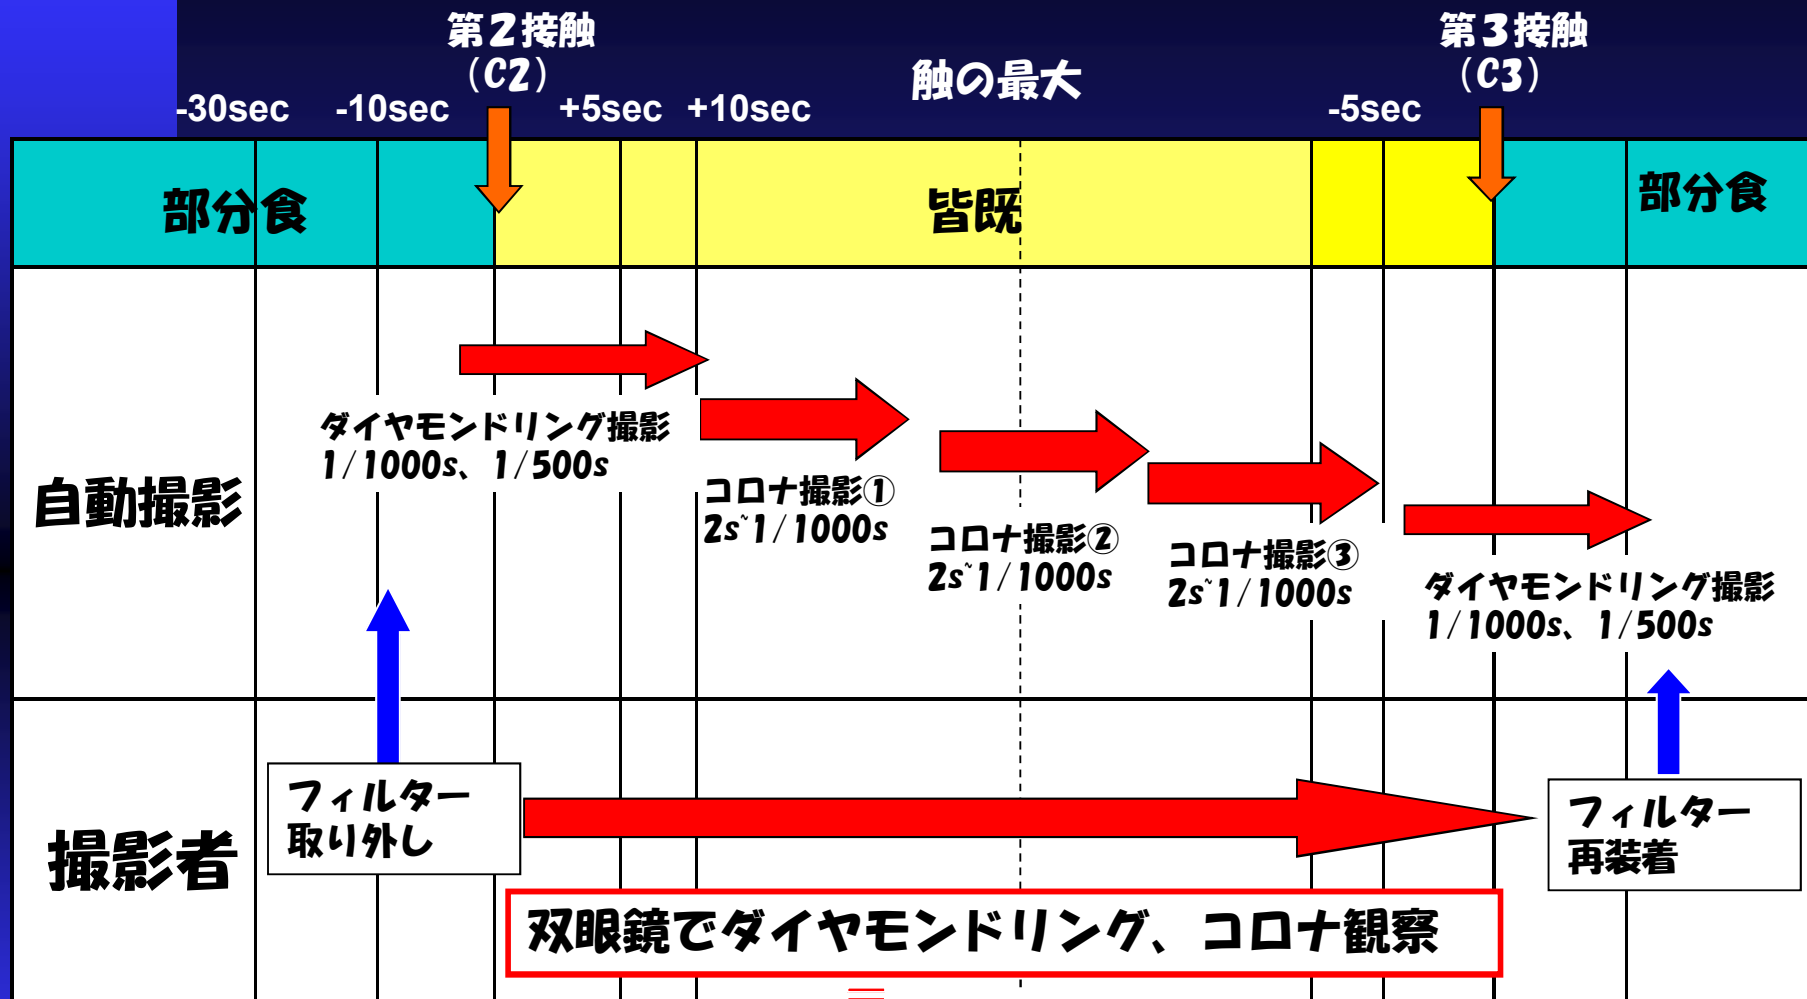 第2接触
(C2)
触の最大
第3接触
(C3)
-30sec
-10sec
+5sec
+10sec
-5sec
部分食
皆既
部分食
自動撮影
ダイヤモンドリング撮影
1/1000s、1/500s
コロナ撮影①
2s~1/1000s
コロナ撮影②
2s~1/1000s
コロナ撮影③
2s~1/1000s
ダイヤモンドリング撮影
1/1000s、1/500s
撮影者
フィルター
取り外し
フィルター
再装着
双眼鏡でダイヤモンドリング、コロナ観察